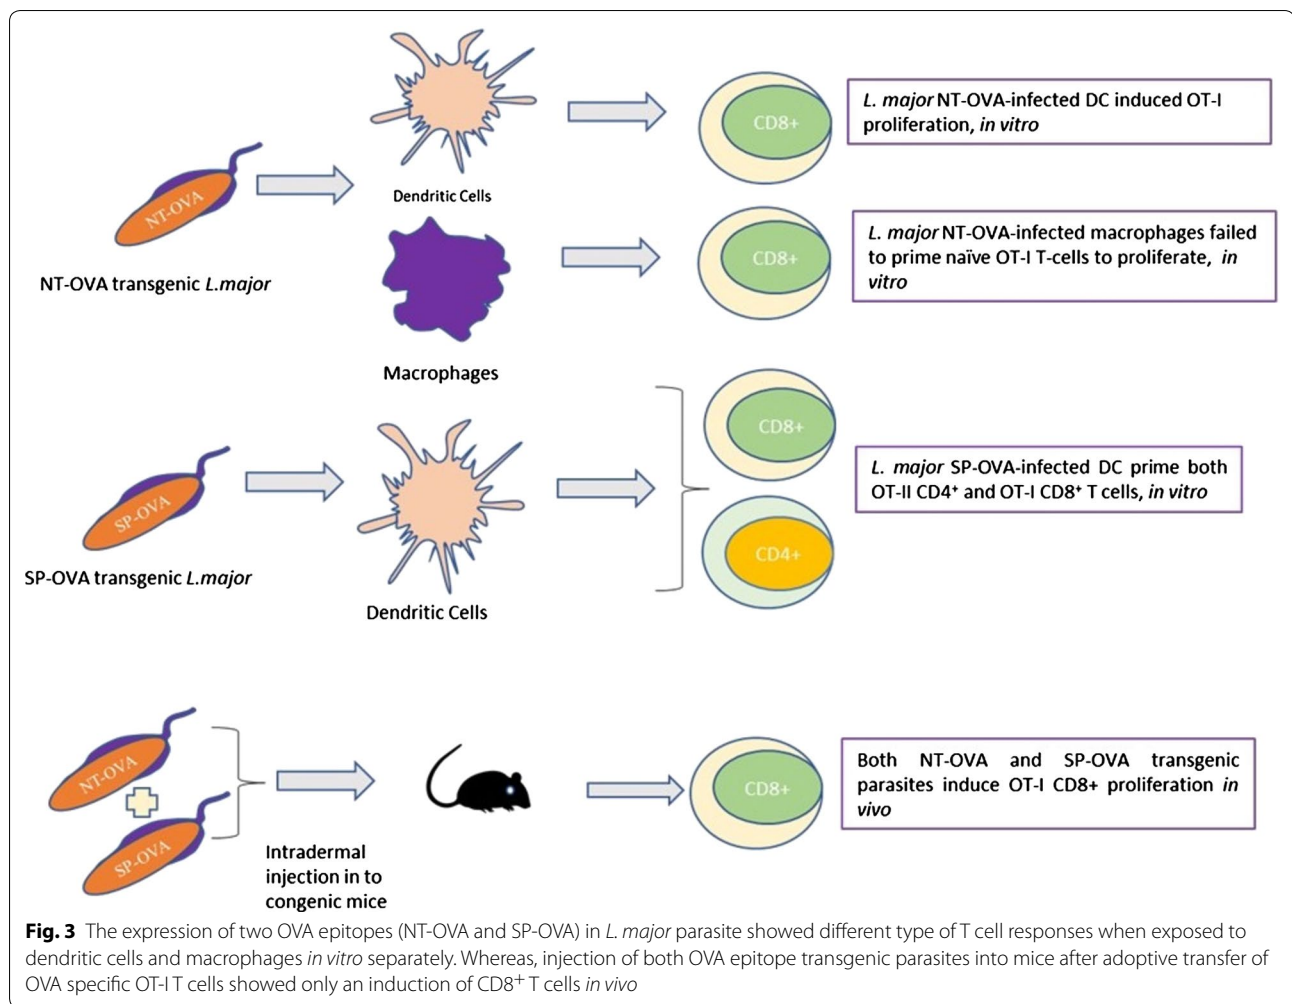 L. major NT-OVA-infected DC induced OT-I
proliferation, in vitro
CD8+
NT-OVA
Dendritic Cells
NT-OVA transgenic L.major
L. major NT-OVA-infected macrophages failed
to prime naïve OT-I T-cells to proliferate, in
vitro
CD8+
Macrophages
CD8+
SP-OVA
L. major SP-OVA-infected DC prime both
OT-II CD4⁺ and OT-I CD8⁺ T cells, in vitro
CD4+
SP-OVA transgenic L.major
Dendritic Cells
NT-OVA
SP-OVA
CD8+
Both NT-OVA and SP-OVA transgenic
parasites induce OT-I CD8+ proliferation in
vivo
Intradermal
injection in to
congenic mice
Fig. 3 The expression of two OVA epitopes (NT-OVA and SP-OVA) in L. major parasite showed different type of T cell responses when exposed to
dendritic cells and macrophages in vitro separately. Whereas, injection of both OVA epitope transgenic parasites into mice after adoptive transfer of
OVA specific OT-I T cells showed only an induction of CD8⁺ T cells in vivo